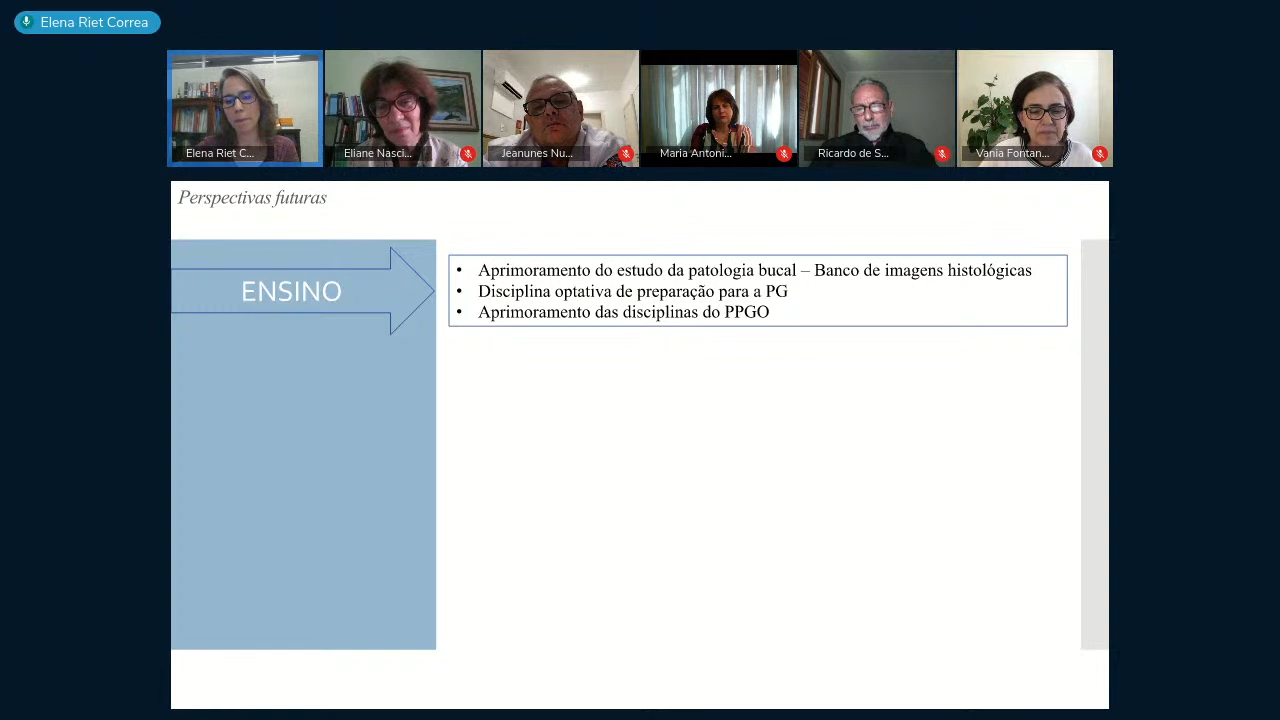 Elena Riet Correa
Elena Riet C...
Eliane Nasci...
Jeanunes Nu...
Maria Antoni...
Ricardo de S...
Vania Fontan...
Perspectivas futuras
ENSINO
• Aprimoramento do estudo da patologia bucal – Banco de imagens histológicas
• Disciplina optativa de preparação para a PG
• Aprimoramento das disciplinas do PPGO